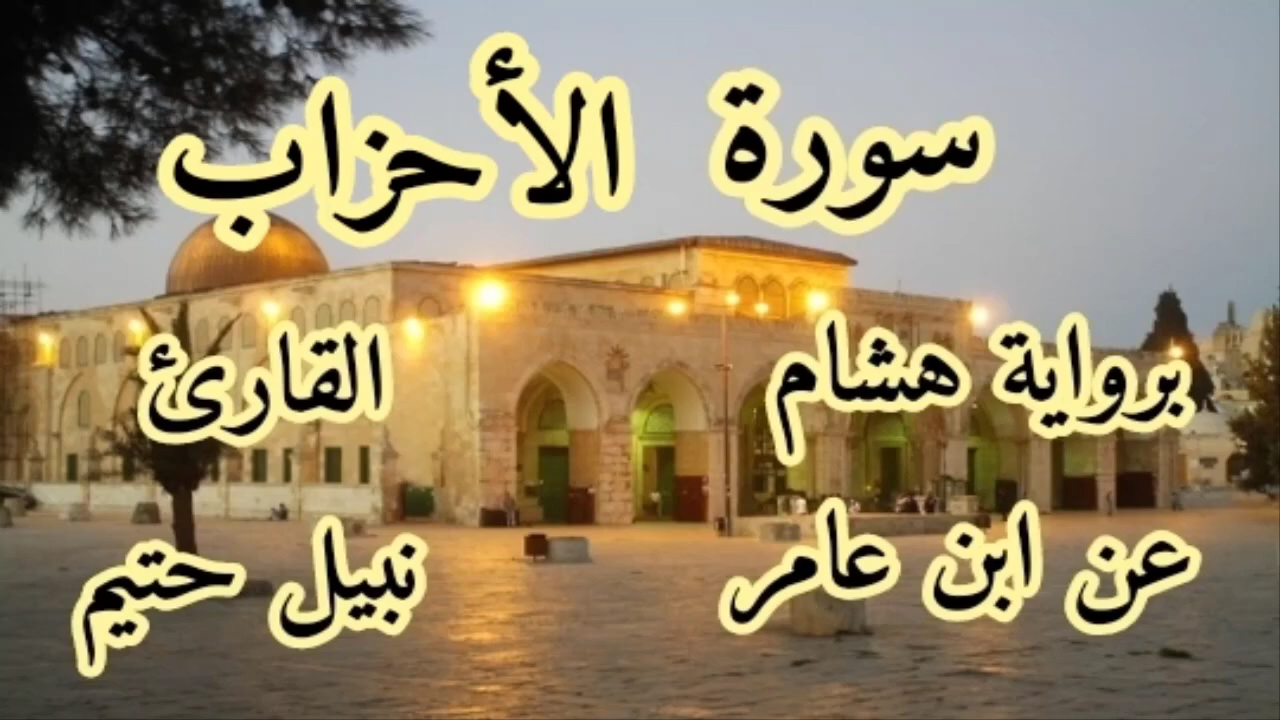 سورة الأحزاب
برواية هشام
عن ابن عامر
القارئ
نبيل حتيم